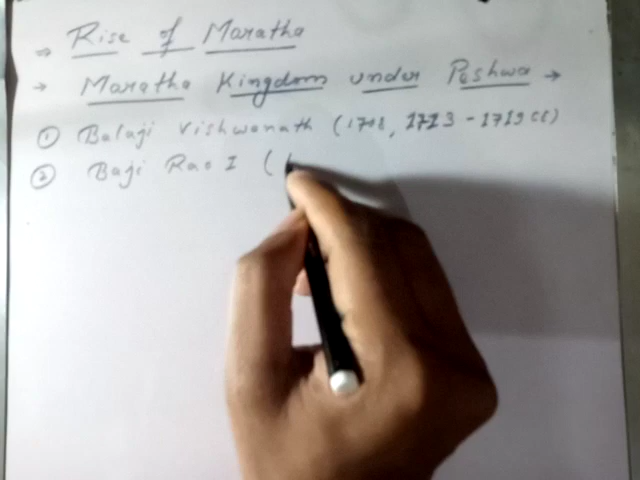 ⇒ Rise of Maratha
→ Maratha Kingdom under Peshwa →
① Balaji Vishwanath (1713 - 1719 CE)
② Baji Rao I (